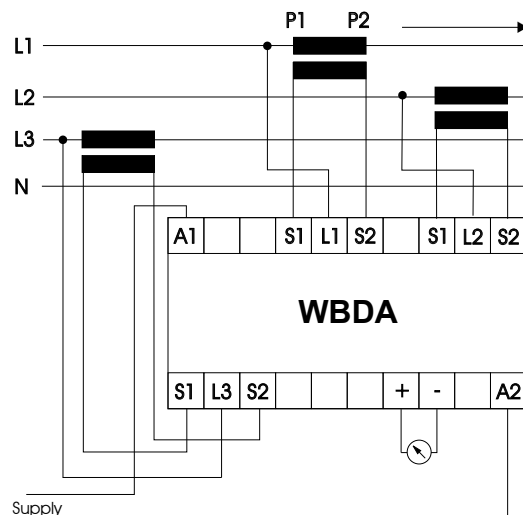 P1 P2
L1
L2
L3
N
A1 S1 L1 S2 S1 L2 S2
WBDA
S1 L3 S2 + - A2
Supply